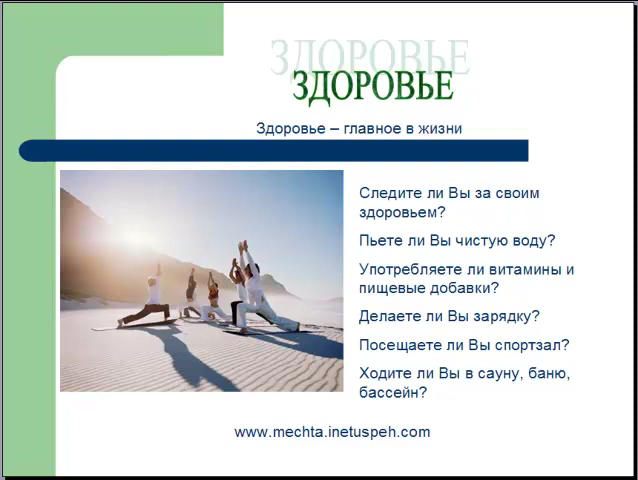 ЗДОРОВЬЕ
Здоровье – главное в жизни
Следите ли Вы за своим
здоровьем?
Пьете ли Вы чистую воду?
Употребляете ли витамины и
пищевые добавки?
Делаете ли Вы зарядку?
Посещаете ли Вы спортзал?
Ходите ли Вы в сауну, баню,
бассейн?
www.mechta.inetuspeh.com